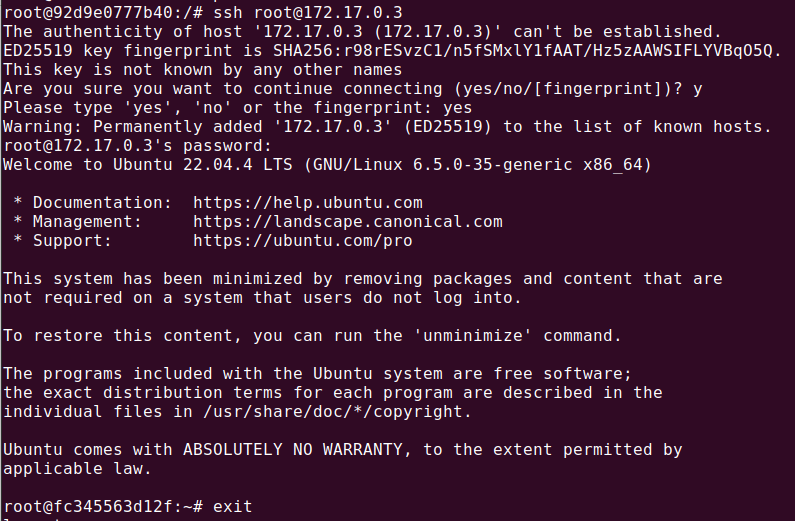 root@92d9e0777b40:/# ssh root@172.17.0.3
The authenticity of host '172.17.0.3 (172.17.0.3)' can't be established.
ED25519 key fingerprint is SHA256:r98rESvzC1/n5fSMxlY1fAAT/Hz5zAAWSIFLYVBqO5Q.
This key is not known by any other names
Are you sure you want to continue connecting (yes/no/[fingerprint])? y
Please type 'yes', 'no' or the fingerprint: yes
Warning: Permanently added '172.17.0.3' (ED25519) to the list of known hosts.
root@172.17.0.3's password:
Welcome to Ubuntu 22.04.4 LTS (GNU/Linux 6.5.0-35-generic x86_64)

 * Documentation:  https://help.ubuntu.com
 * Management:     https://landscape.canonical.com
 * Support:        https://ubuntu.com/pro

This system has been minimized by removing packages and content that are
not required on a system that users do not log into.

To restore this content, you can run the 'unminimize' command.

The programs included with the Ubuntu system are free software;
the exact distribution terms for each program are described in the
individual files in /usr/share/doc/*/copyright.

Ubuntu comes with ABSOLUTELY NO WARRANTY, to the extent permitted by
applicable law.

root@fc345563d12f:~# exit